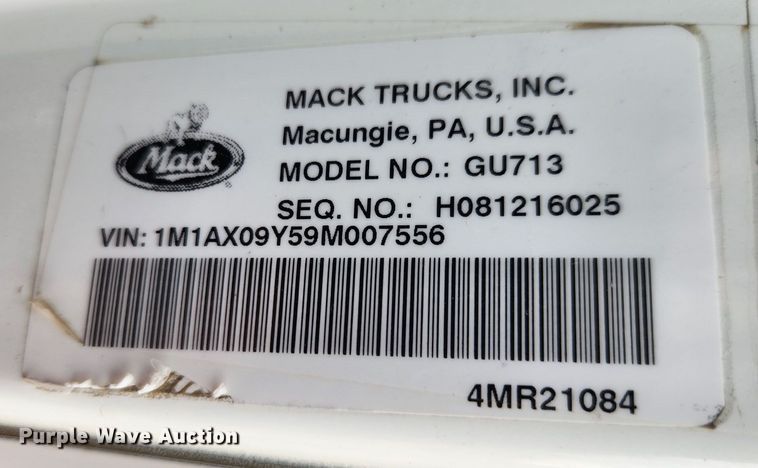 MACK TRUCKS, INC.
Macungie, PA, U.S.A.
Mack
MODEL NO.: GU713
SEQ. NO.: H081216025
VIN: 1M1AX09Y59M007556
4MR21084
Purple Wave Auction